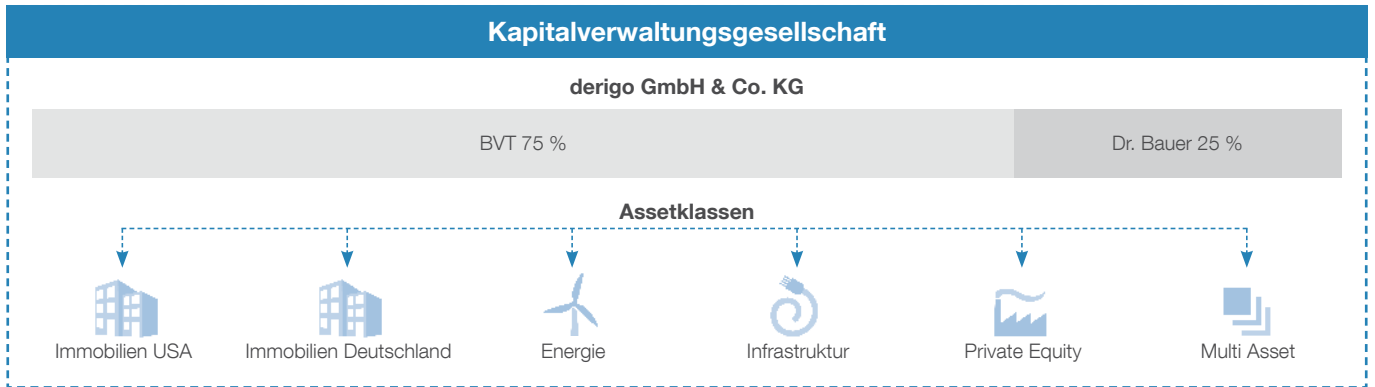 Kapitalverwaltungsgesellschaft
derigo GmbH & Co. KG
BVT 75 %
Dr. Bauer 25 %
Assetklassen
Immobilien USA
Immobilien Deutschland
Energie
Infrastruktur
Private Equity
Multi Asset